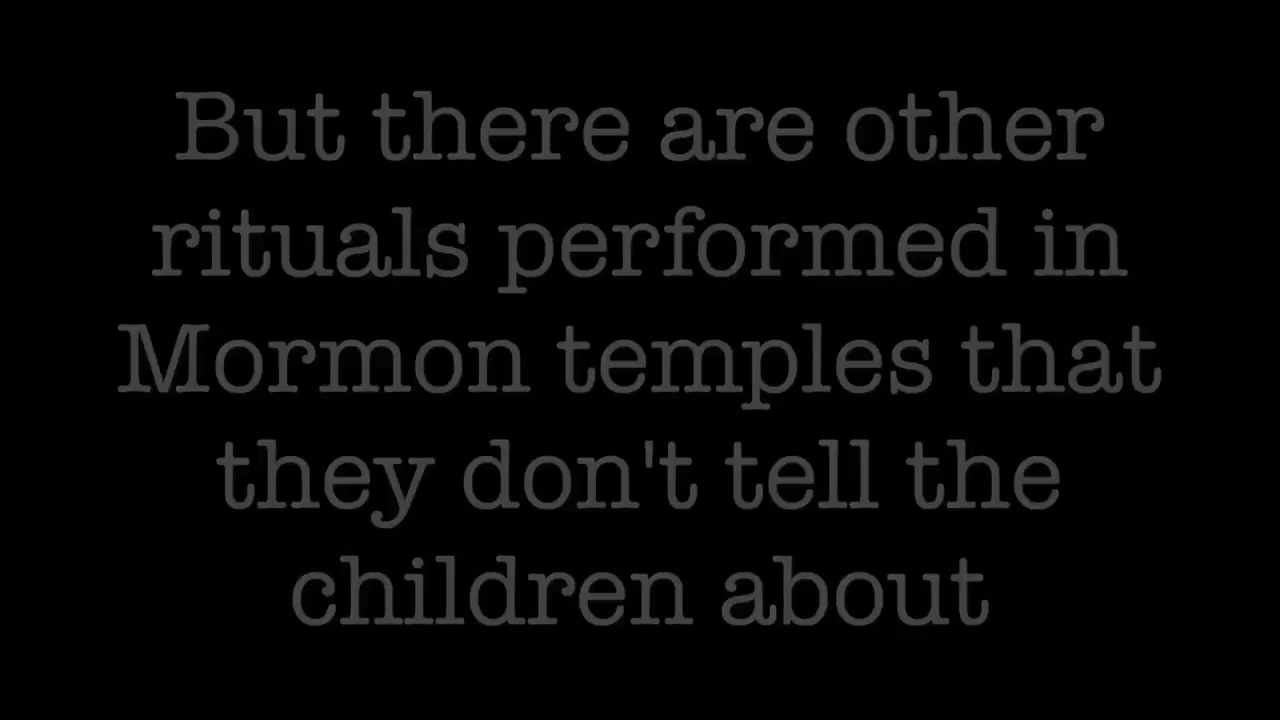 But there are other
rituals performed in
Mormon temples that
they don't tell the
children about